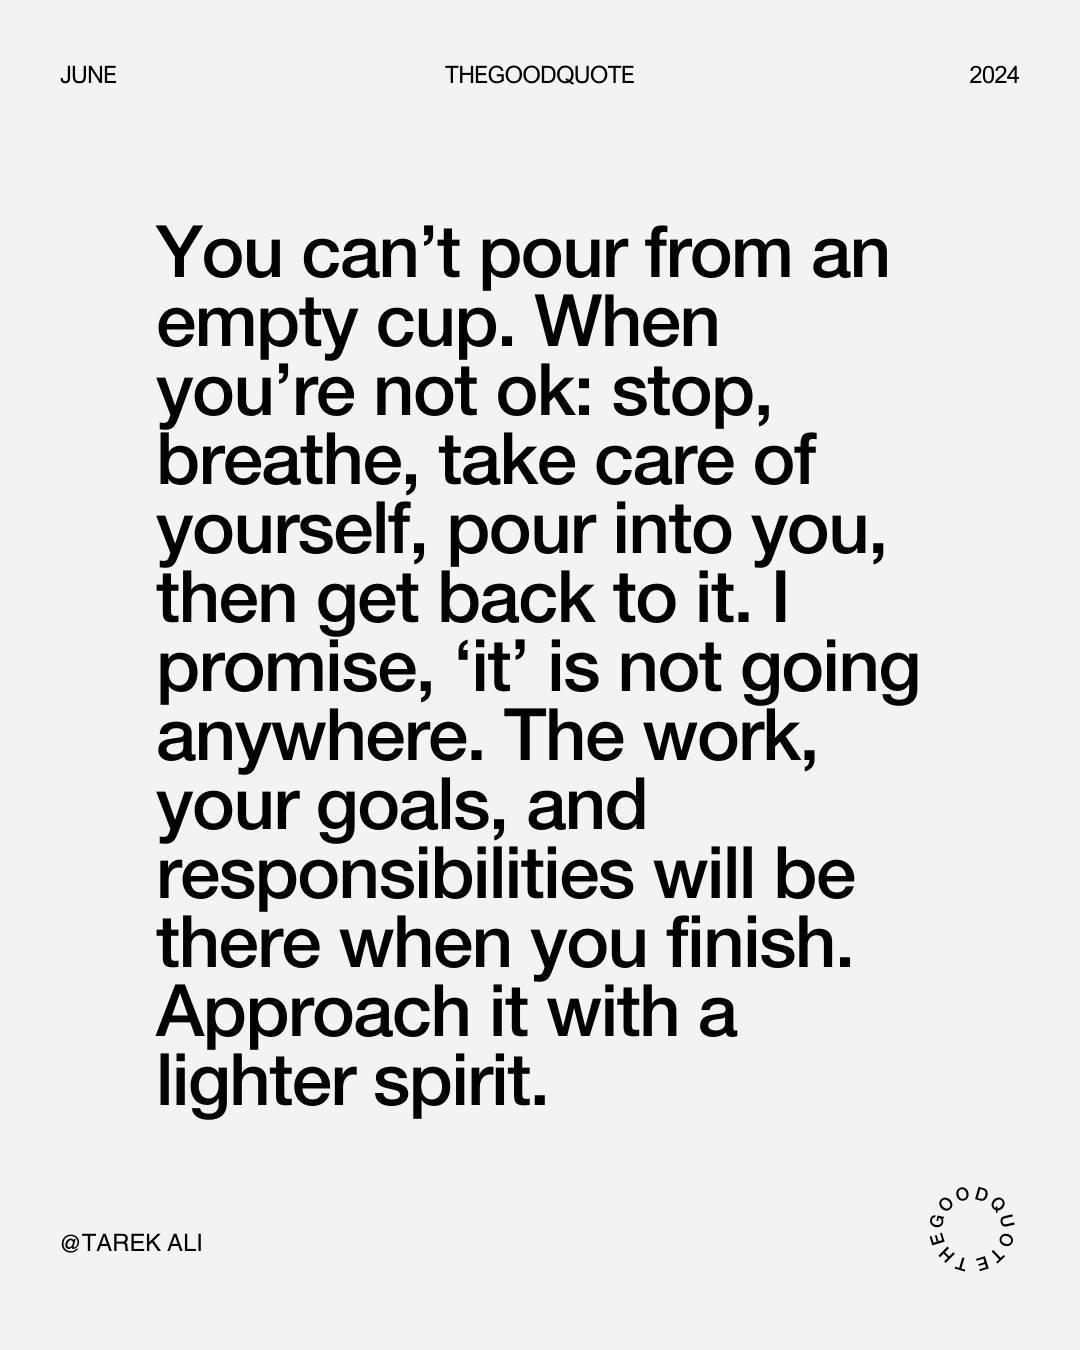 JUNE
THEGOODQUOTE
2024
You can’t pour from an
empty cup. When
you’re not ok: stop,
breathe, take care of
yourself, pour into you,
then get back to it. I
promise, ‘it’ is not going
anywhere. The work,
your goals, and
responsibilities will be
there when you finish.
Approach it with a
lighter spirit.
@TAREK ALI
THEGOODQUOTE